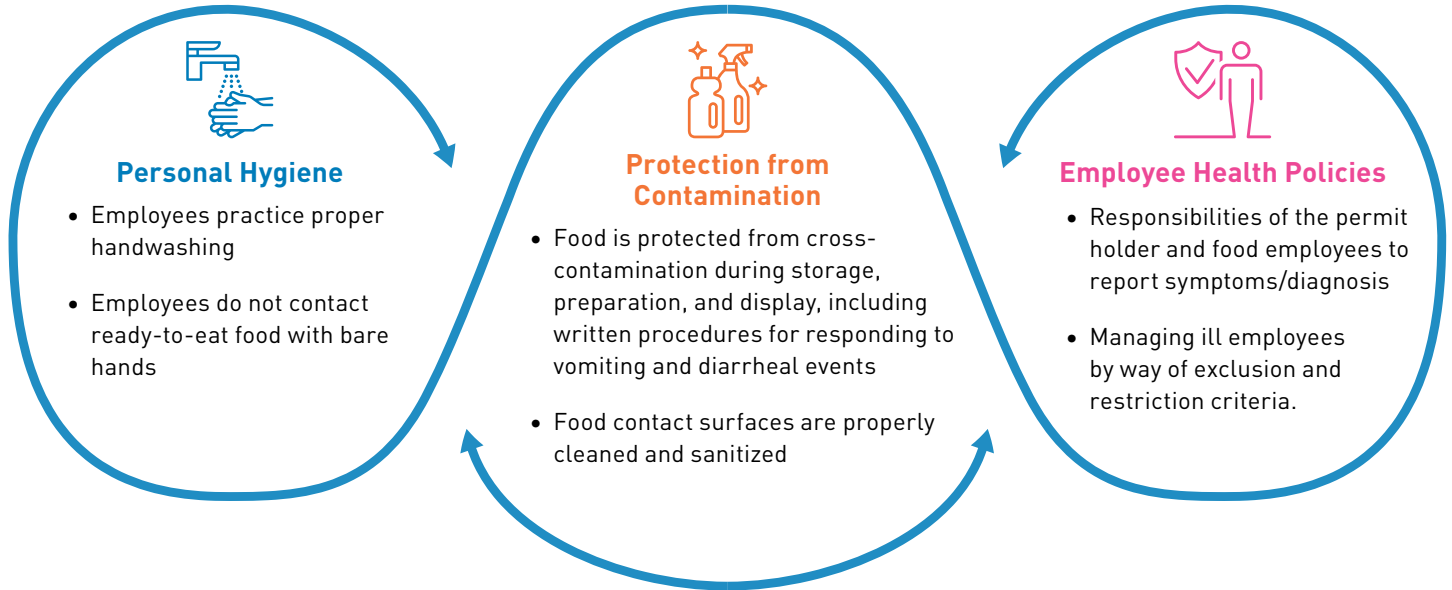 Personal Hygiene
• Employees practice proper
handwashing
• Employees do not contact
ready-to-eat food with bare
hands
Protection from
Contamination
• Food is protected from cross-
contamination during storage,
preparation, and display, including
written procedures for responding to
vomiting and diarrheal events
• Food contact surfaces are properly
cleaned and sanitized
Employee Health Policies
• Responsibilities of the permit
holder and food employees to
report symptoms/diagnosis
• Managing ill employees
by way of exclusion and
restriction criteria.